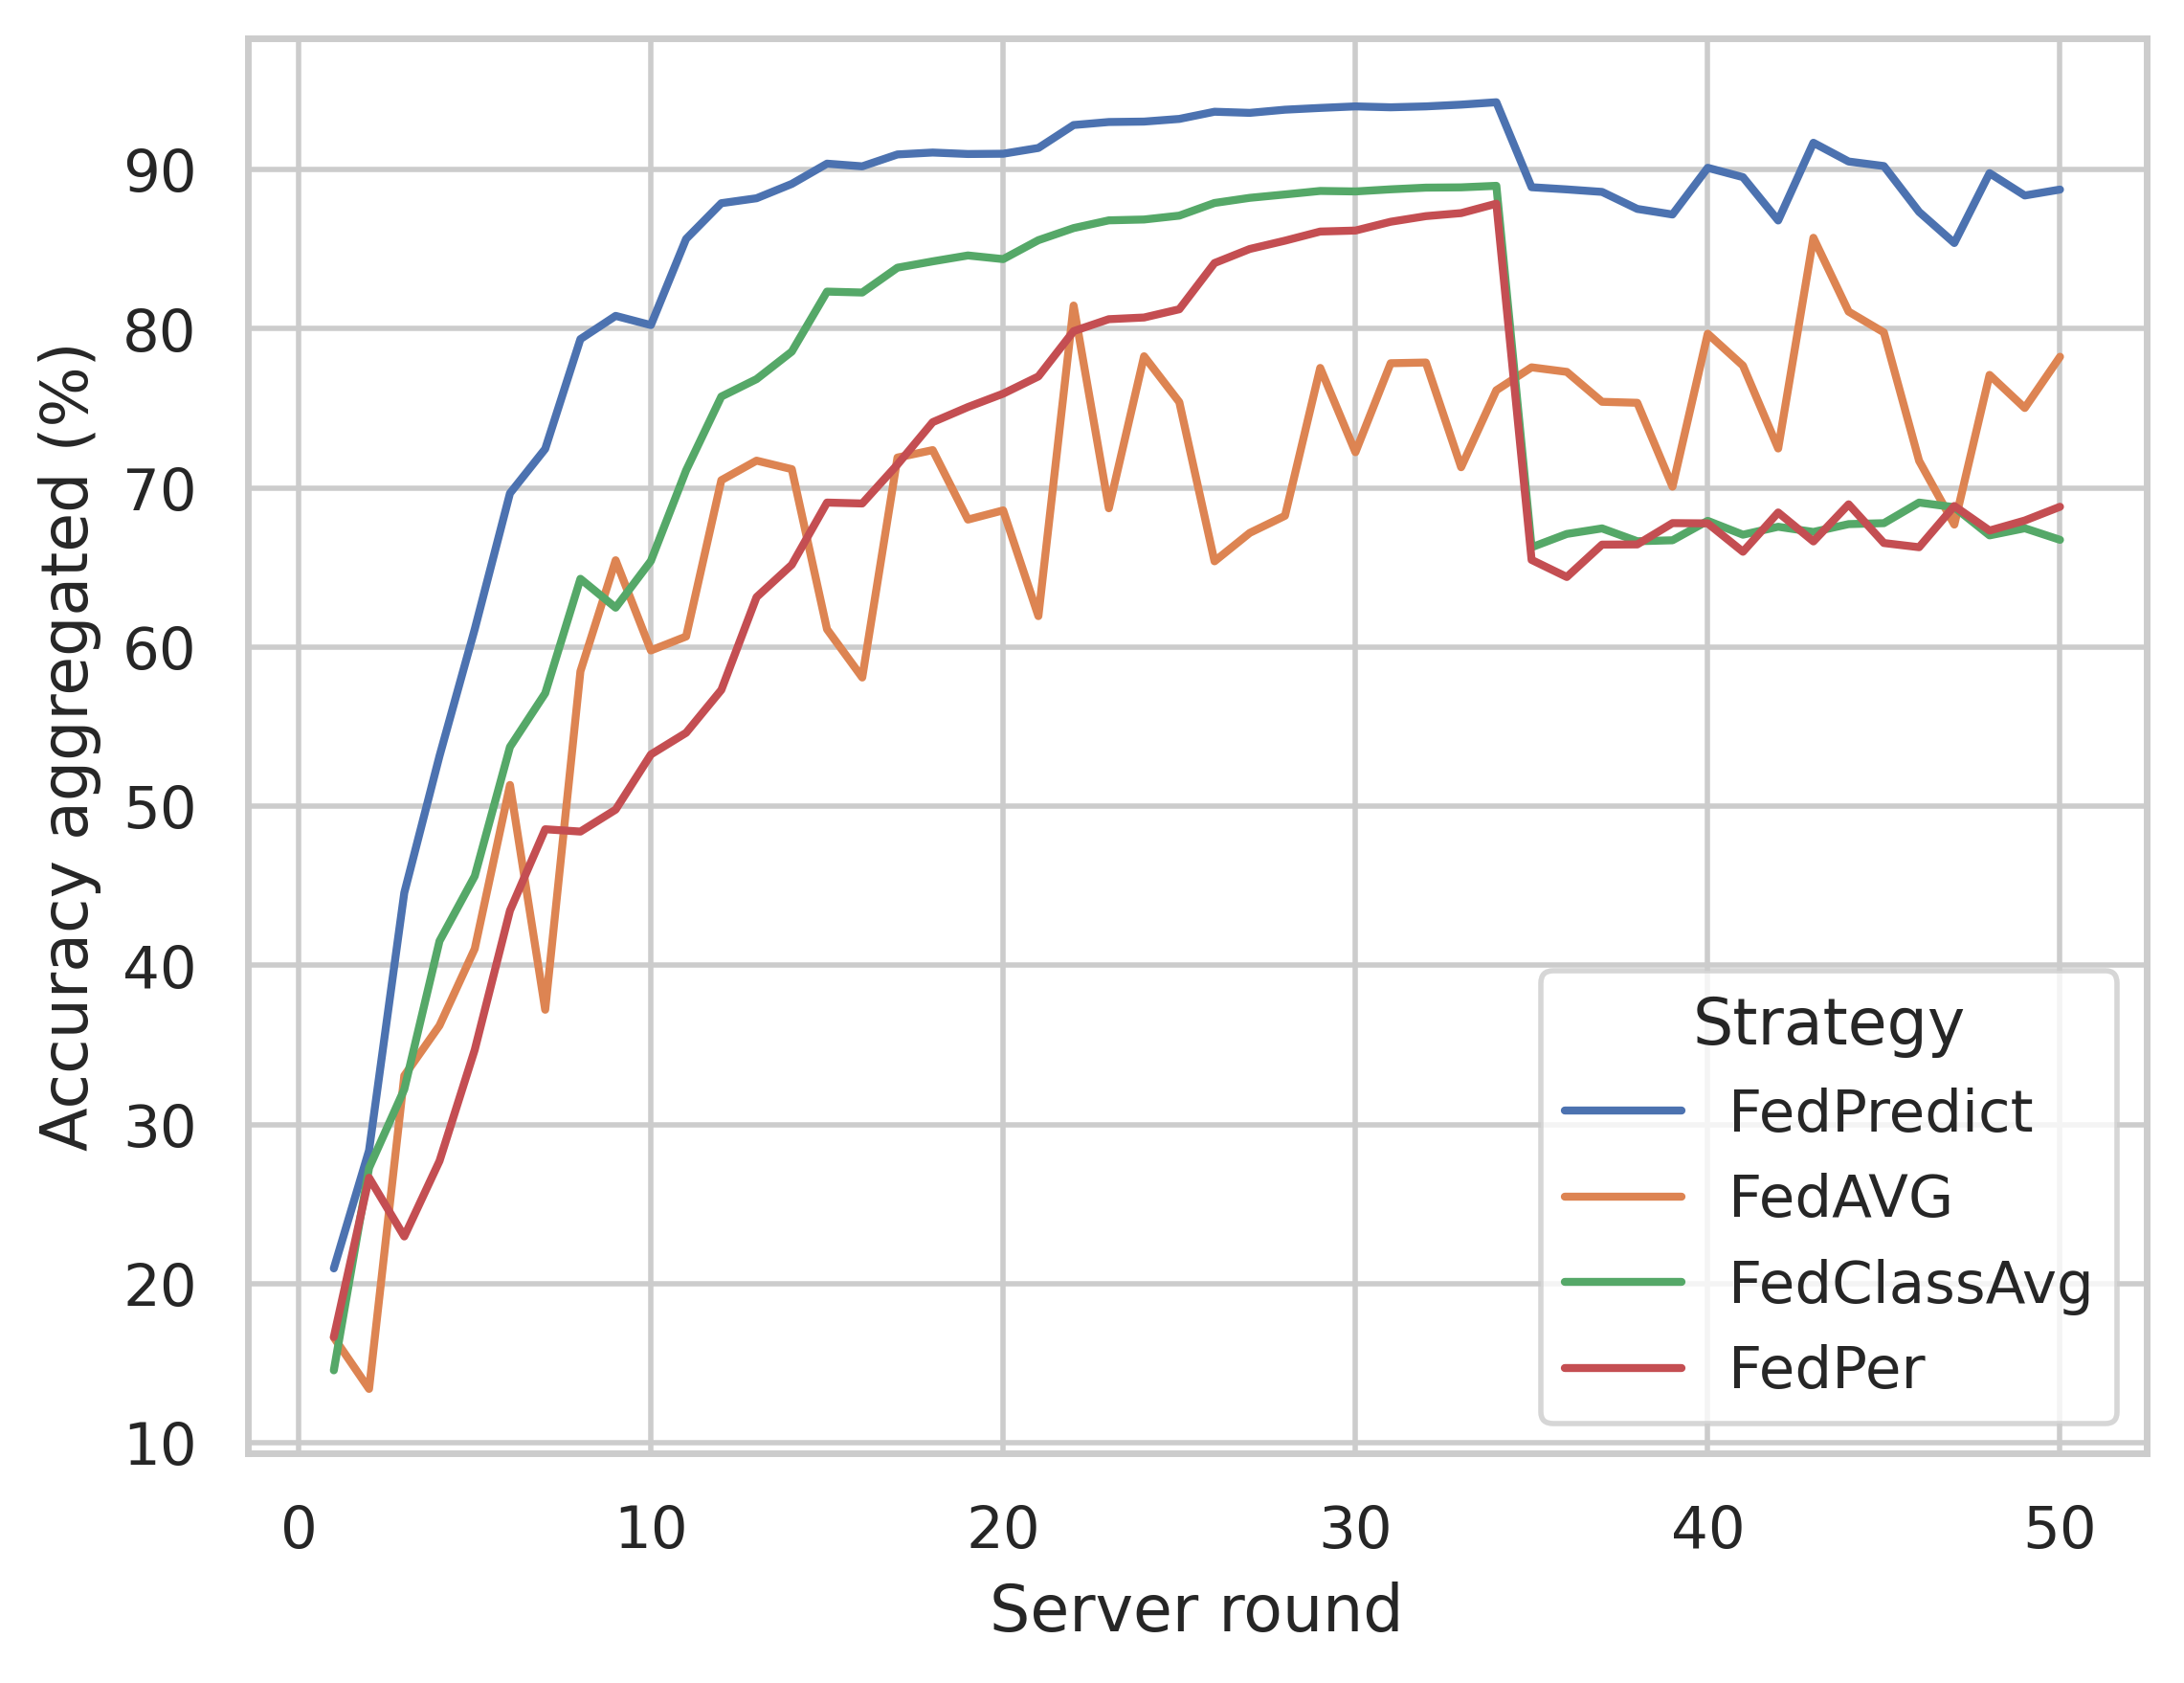 Accuracy aggregated (%)
90
80
70
60
50
40
30
20
10
0 10 20 30 40 50
Server round
Strategy
FedPredict
FedAVG
FedClassAvg
FedPer